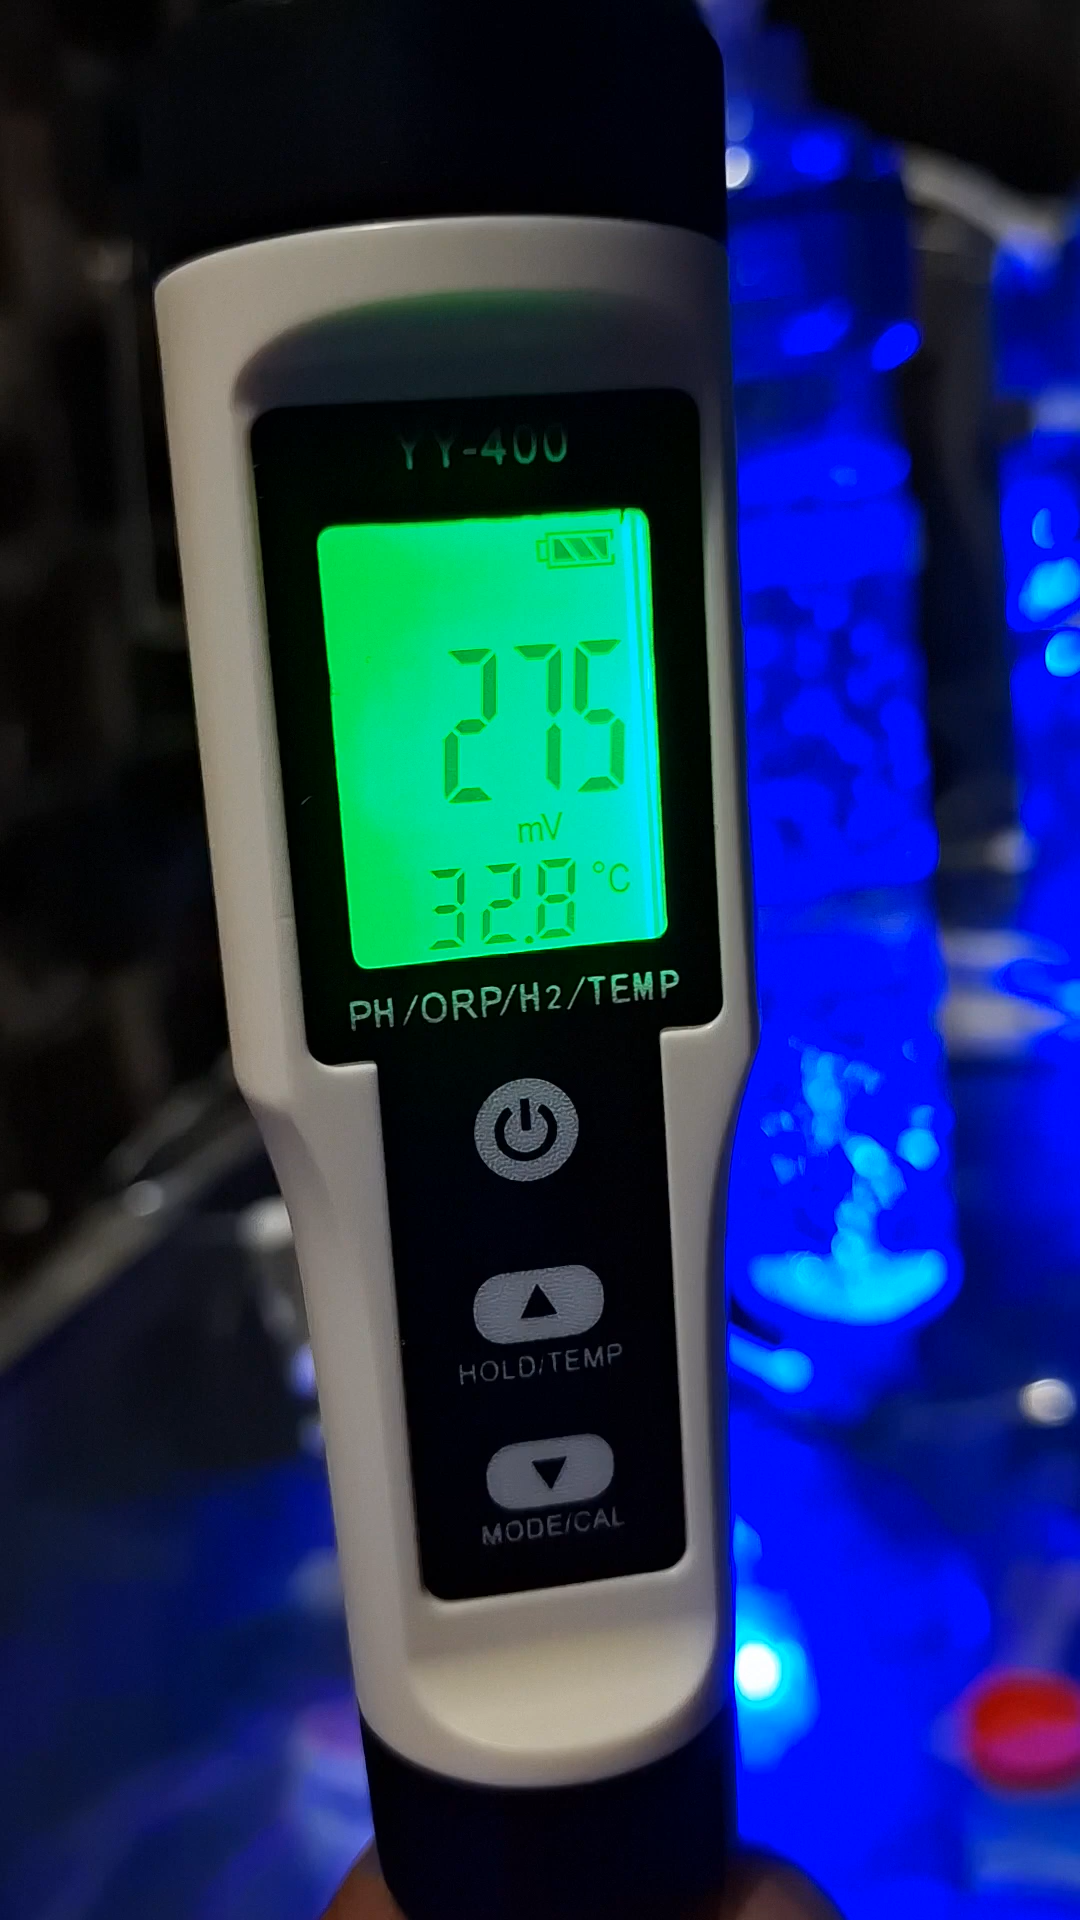 YY-400
275
mV
32.8 °C
PH/ORP/H2/TEMP
HOLD/TEMP
MODE/CAL